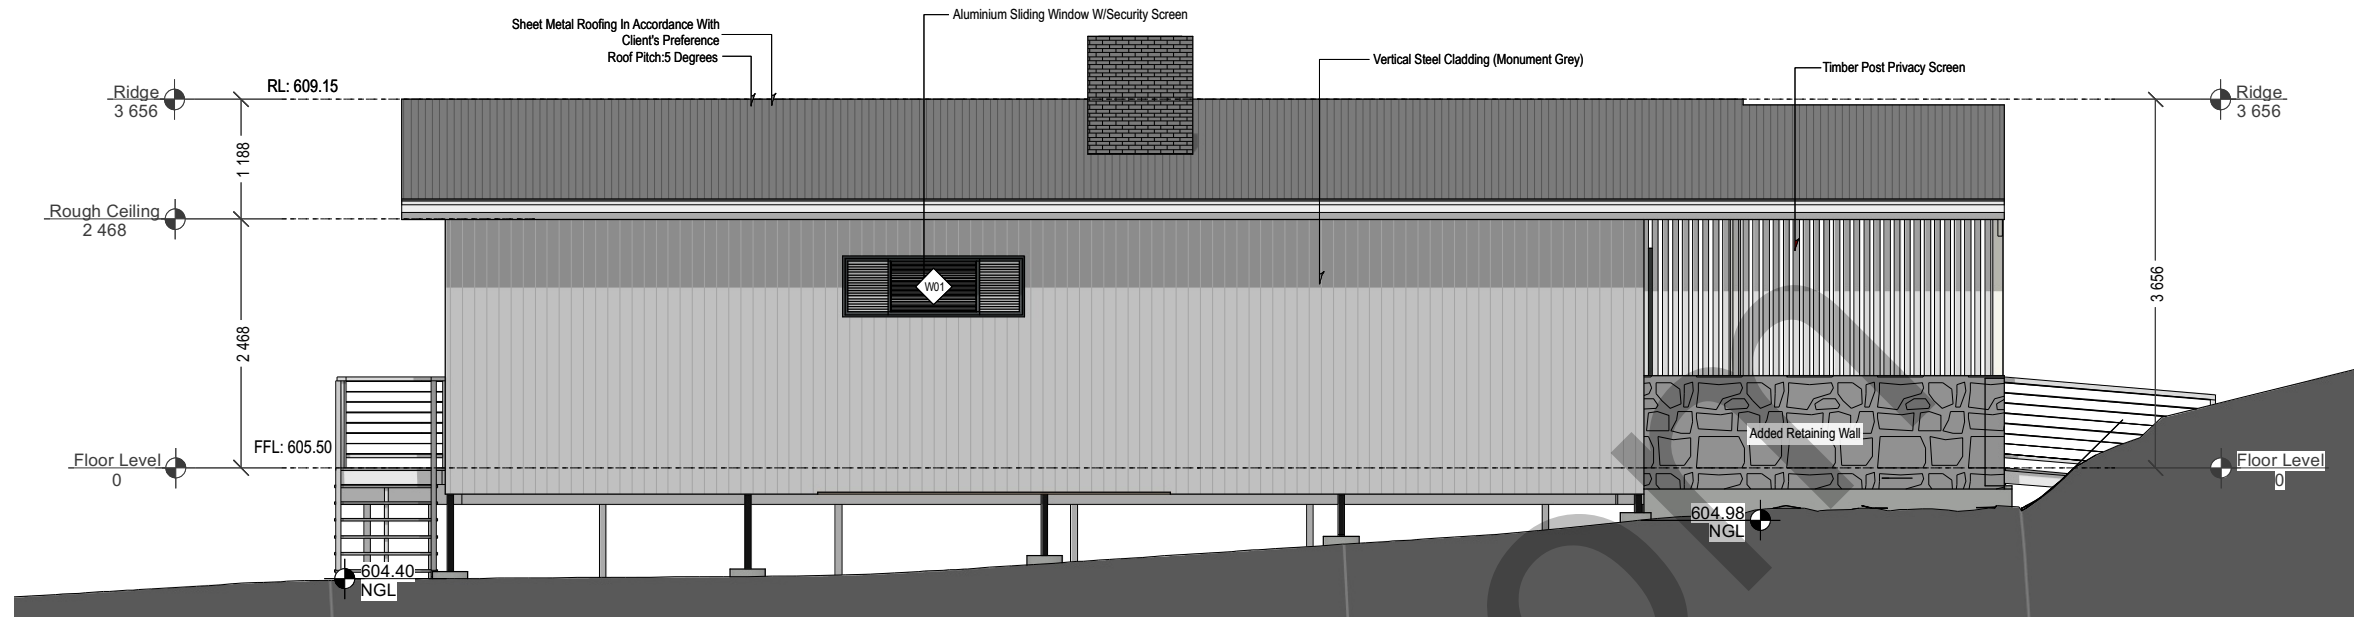 Aluminium Sliding Window W/Security Screen
Sheet Metal Roofing In Accordance With
Client's Preference
Roof Pitch:5 Degrees
Vertical Steel Cladding (Monument Grey)
Timber Post Privacy Screen
RL: 609.15
Ridge
3 656
Ridge
3 656
1 188
Rough Ceiling
2 468
W01
3 656
2 468
Added Retaining Wall
FFL: 605.50
Floor Level
0
Floor Level
0
604.98
NGL
604.40
NGL